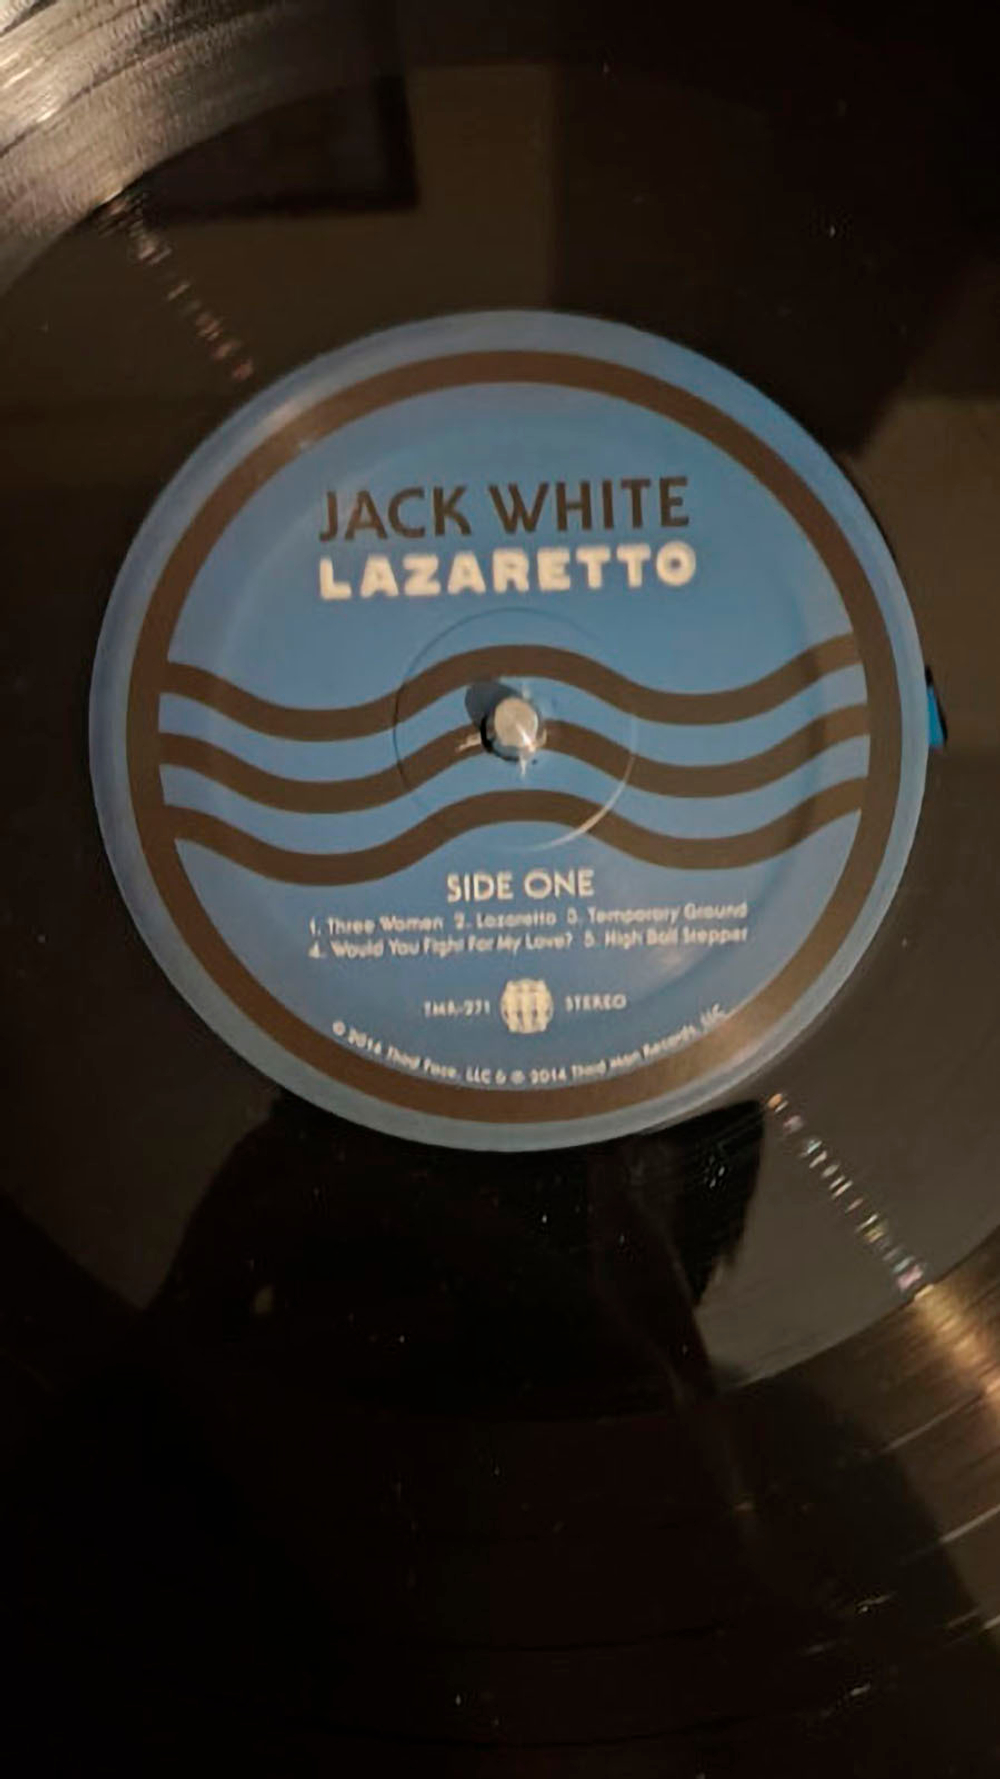 JACK WHITE
LAZARETTO
SIDE ONE
1. Three Women 2. Lazaretto 3. Temporary Ground
4. Would You Fight For My Love? 5. High Ball Stepper
TMR-271 STEREO
© 2014 Third Face, LLC & ℗ 2014 Third Man Records, LLC